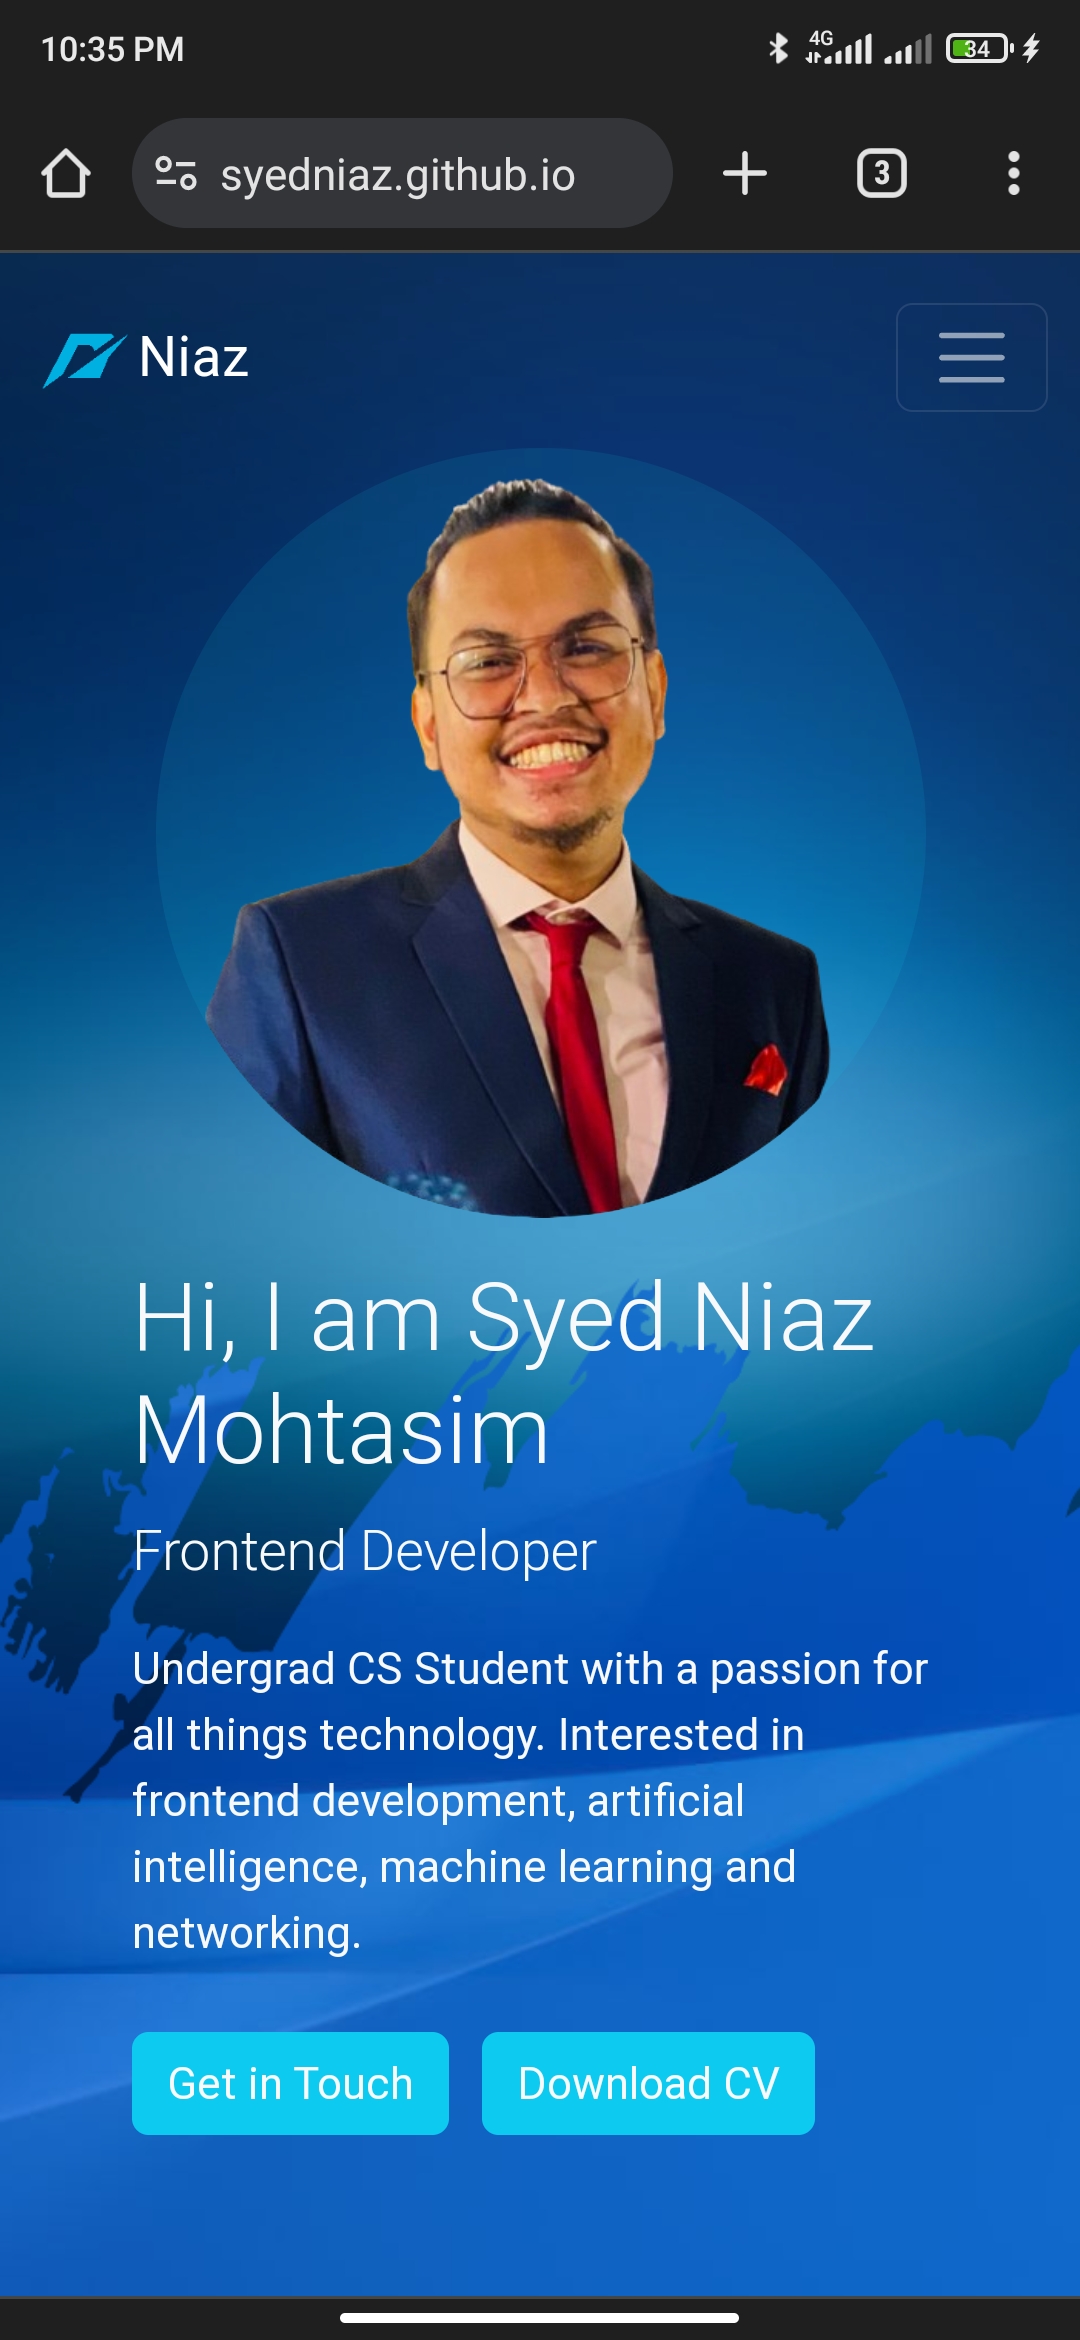 10:35 PM 4G 34
syedniaz.github.io 3
Niaz
Hi, I am Syed Niaz
Mohtasim
Frontend Developer
Undergrad CS Student with a passion for
all things technology. Interested in
frontend development, artificial
intelligence, machine learning and
networking.
Get in Touch Download CV